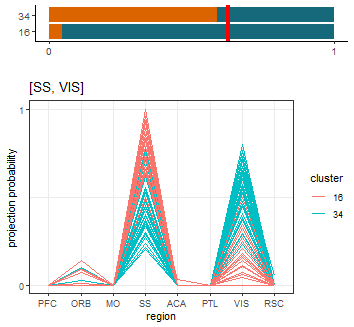 34
16
0 1
[SS, VIS]
projection probability
1
0
PFC ORB MO SS ACA PTL VIS RSC
region
cluster
16
34